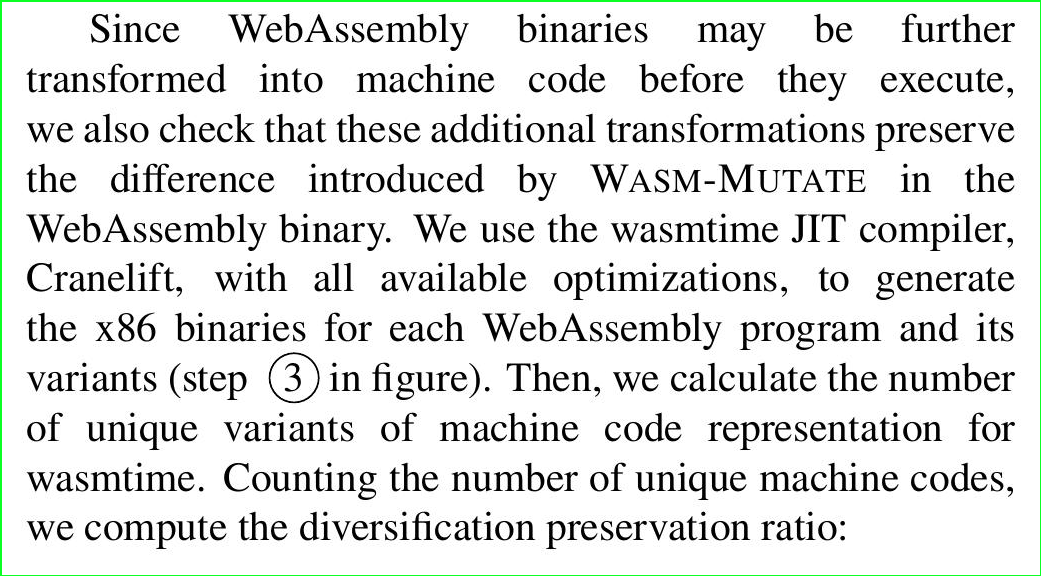 Since WebAssembly binaries may be further
transformed into machine code before they execute,
we also check that these additional transformations preserve
the difference introduced by WASM-MUTATE in the
WebAssembly binary. We use the wasmtime JIT compiler,
Cranelift, with all available optimizations, to generate
the x86 binaries for each WebAssembly program and its
variants (step ③ in figure). Then, we calculate the number
of unique variants of machine code representation for
wasmtime. Counting the number of unique machine codes,
we compute the diversification preservation ratio: